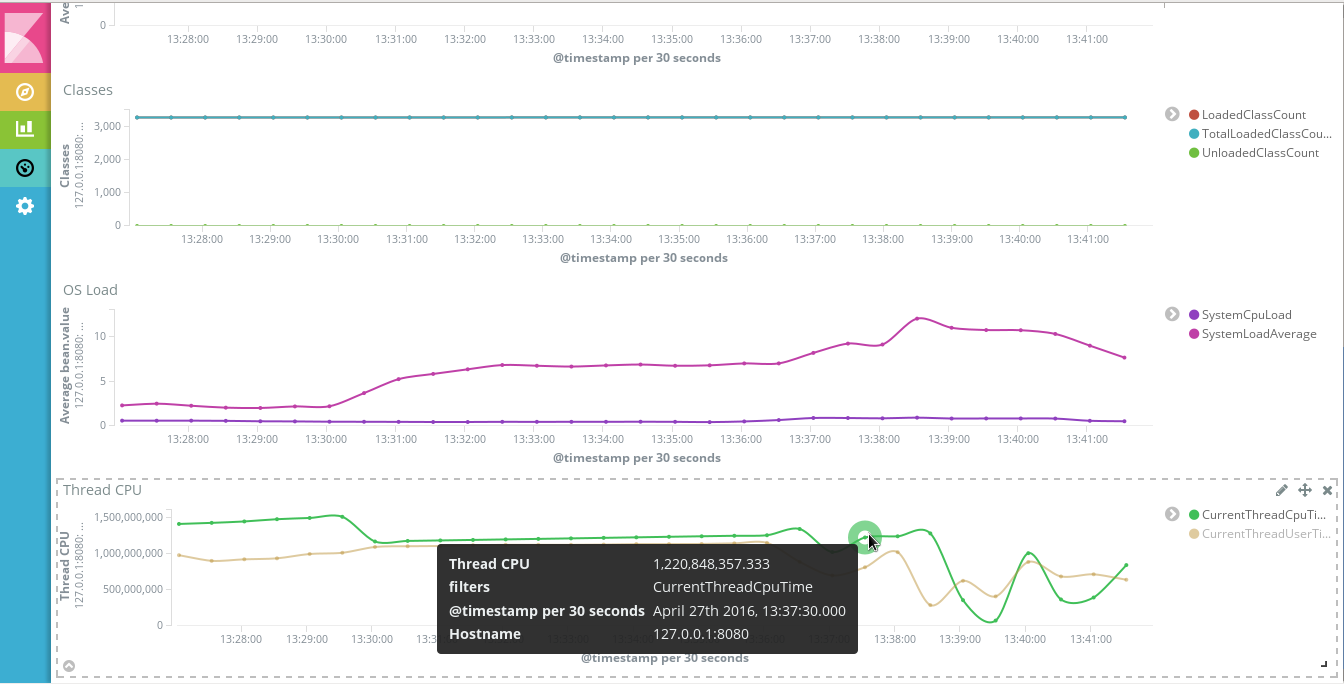 Ave
1
0
13:28:00 13:29:00 13:30:00 13:31:00 13:32:00 13:33:00 13:34:00 13:35:00 13:36:00 13:37:00 13:38:00 13:39:00 13:40:00 13:41:00
@timestamp per 30 seconds
Classes
Classes
127.0.0.1:8080: ...
3,000
2,000
1,000
0
13:28:00 13:29:00 13:30:00 13:31:00 13:32:00 13:33:00 13:34:00 13:35:00 13:36:00 13:37:00 13:38:00 13:39:00 13:40:00 13:41:00
@timestamp per 30 seconds
LoadedClassCount
TotalLoadedClassCou...
UnloadedClassCount
OS Load
Average bean.value
127.0.0.1:8080: ...
10
5
0
13:28:00 13:29:00 13:30:00 13:31:00 13:32:00 13:33:00 13:34:00 13:35:00 13:36:00 13:37:00 13:38:00 13:39:00 13:40:00 13:41:00
@timestamp per 30 seconds
SystemCpuLoad
SystemLoadAverage
Thread CPU
Thread CPU
127.0.0.1:8080: ...
1,500,000,000
1,000,000,000
500,000,000
0
13:28:00 13:29:00 13:30:00 13:38:00 13:39:00 13:40:00 13:41:00
@timestamp per 30 seconds
CurrentThreadCpuTi...
CurrentThreadUserTi...
Thread CPU 1,220,848,357.333
filters CurrentThreadCpuTime
@timestamp per 30 seconds April 27th 2016, 13:37:30.000
Hostname 127.0.0.1:8080